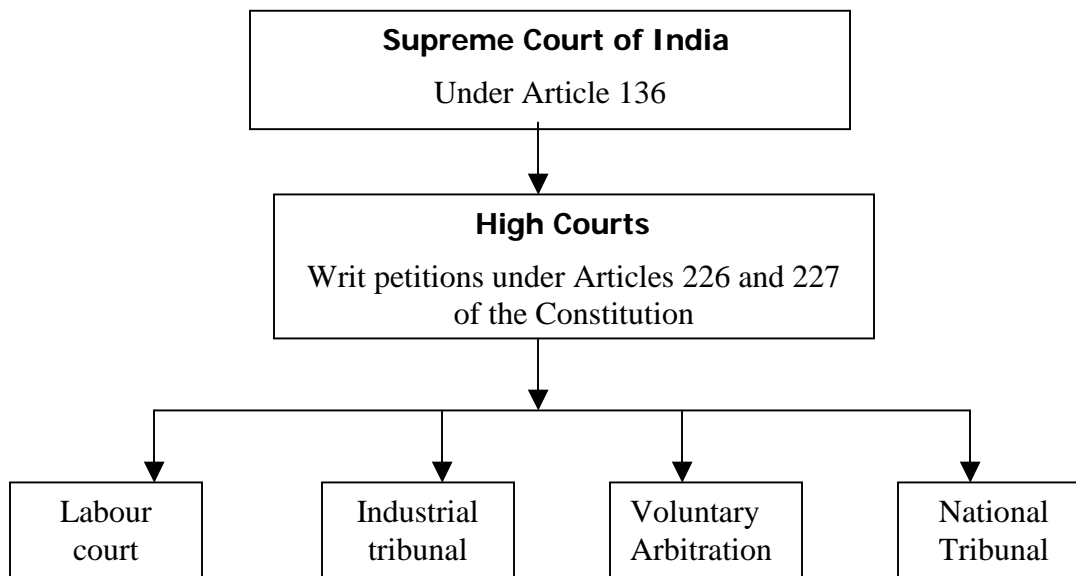 Supreme Court of India
Under Article 136
High Courts
Writ petitions under Articles 226 and 227
of the Constitution
Labour
court
Industrial
tribunal
Voluntary
Arbitration
National
Tribunal